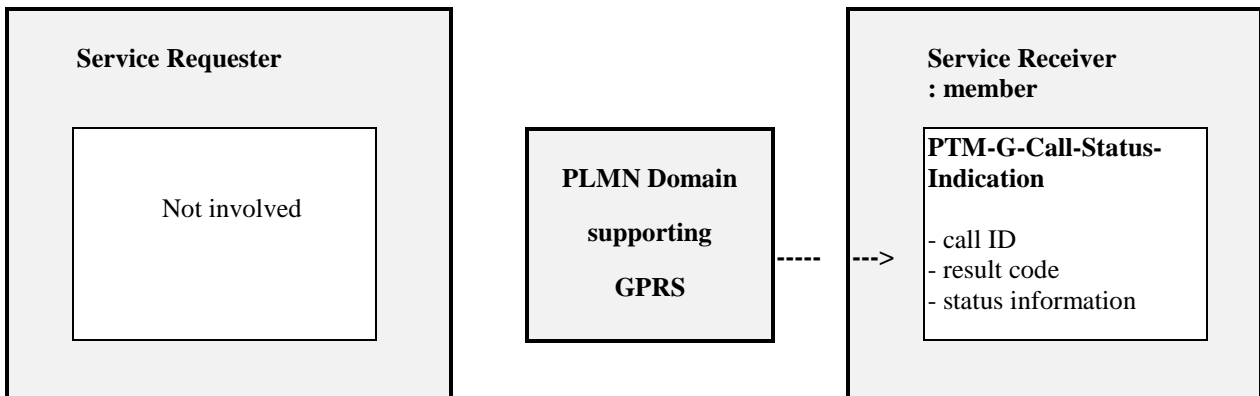 Service Requester
Not involved
PLMN Domain
supporting
GPRS
----- --->
Service Receiver
: member
PTM-G-Call-Status-
Indication
- call ID
- result code
- status information